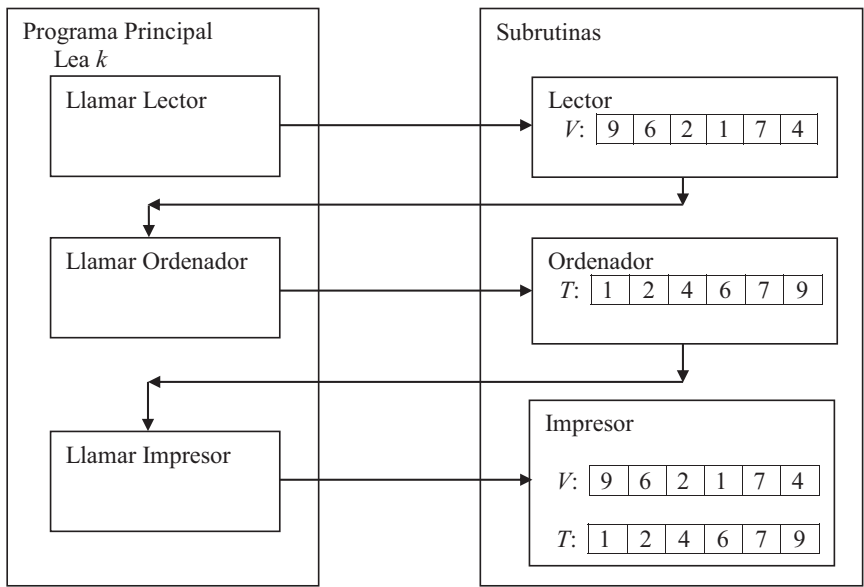 Programa Principal
Lea k
Llamar Lector
Llamar Ordenador
Llamar Impresor
Subrutinas
Lector
V: 9 6 2 1 7 4
Ordenador
T: 1 2 4 6 7 9
Impresor
V: 9 6 2 1 7 4
T: 1 2 4 6 7 9